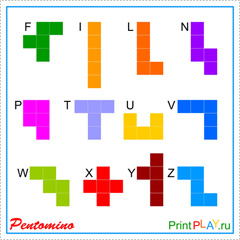 F I L N
P T U V
W X Y Z
Pentomino PrintPLAY.ru